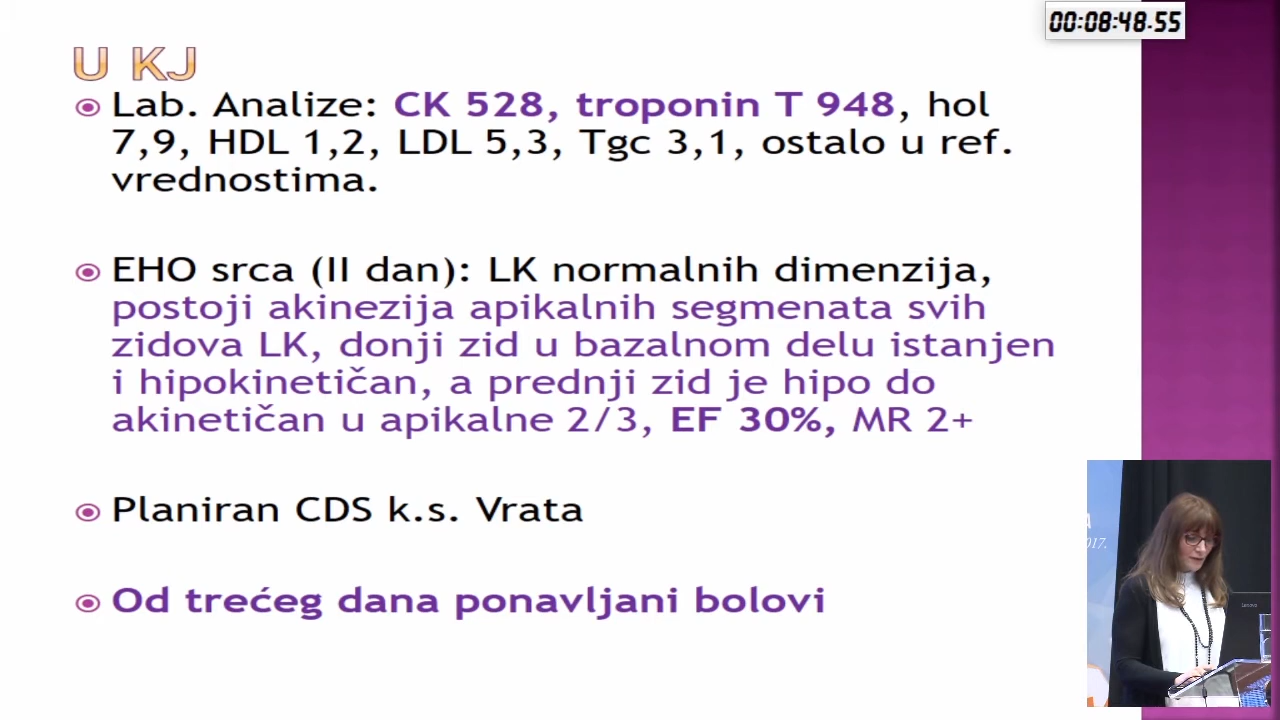 00:08:48.55
U KJ
Lab. Analize: CK 528, troponin T 948, hol
7,9, HDL 1,2, LDL 5,3, Tgc 3,1, ostalo u ref.
vrednostima.
EHO srca (II dan): LK normalnih dimenzija,
postoji akinezija apikalnih segmenata svih
zidova LK, donji zid u bazalnom delu istanjen
i hipokinetičan, a prednji zid je hipo do
akinetičan u apikalne 2/3, EF 30%, MR 2+
Planiran CDS k.s. Vrata
Od trećeg dana ponavljani bolovi
A
017.
Lenovo